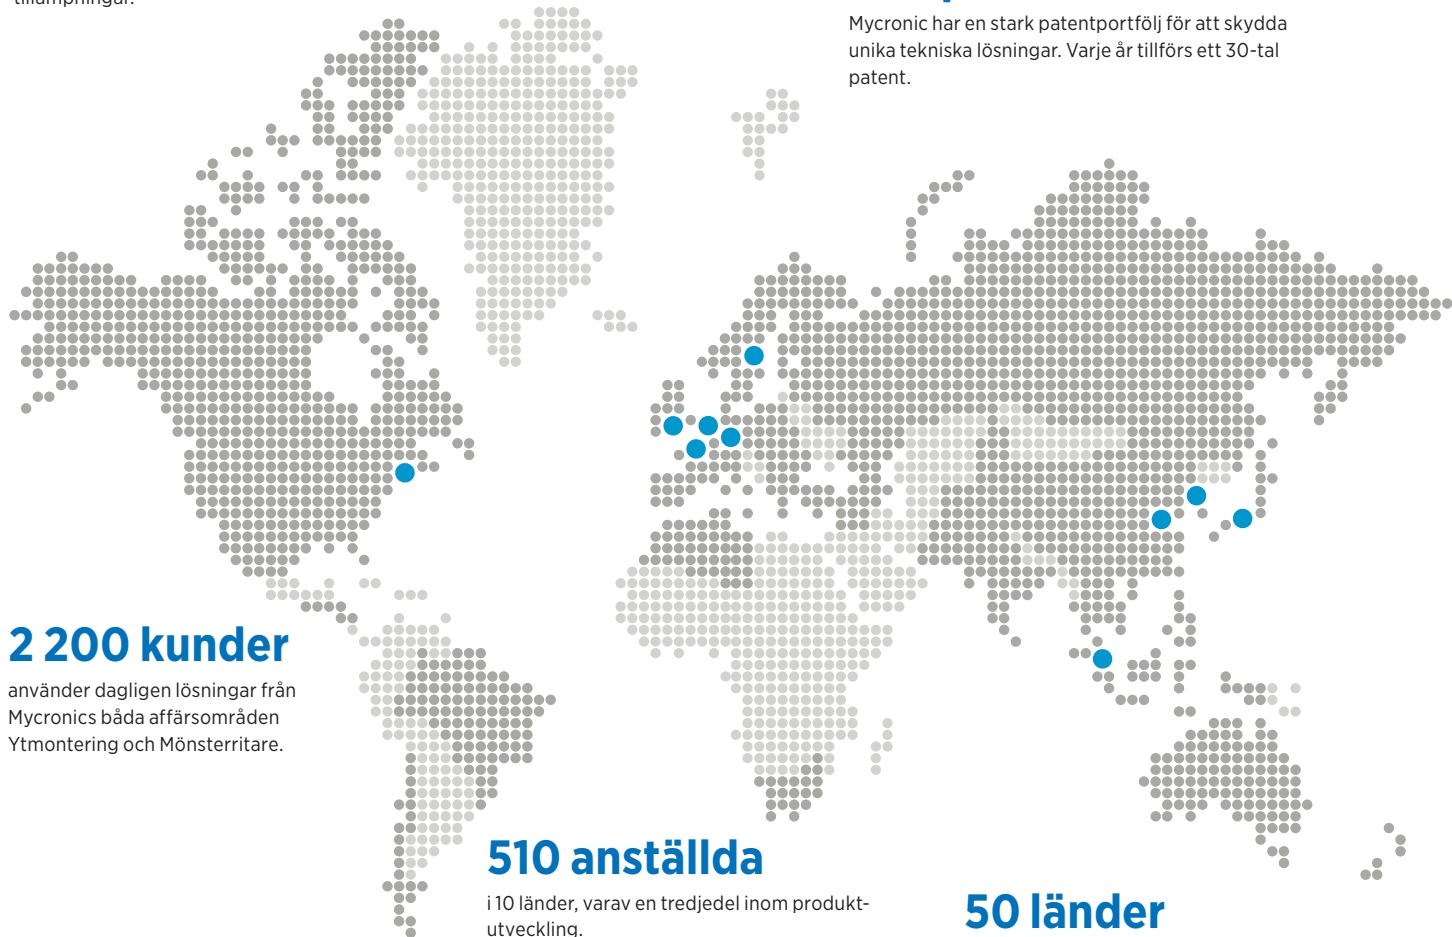 tillämpningar.
Mycronic har en stark patentportfölj för att skydda
unika tekniska lösningar. Varje år tillförs ett 30-tal
patent.
2 200 kunder
använder dagligen lösningar från
Mycronics båda affärsområden
Ytmontering och Mönsterritare.
510 anställda
i 10 länder, varav en tredjedel inom produkt-
utveckling.
50 länder